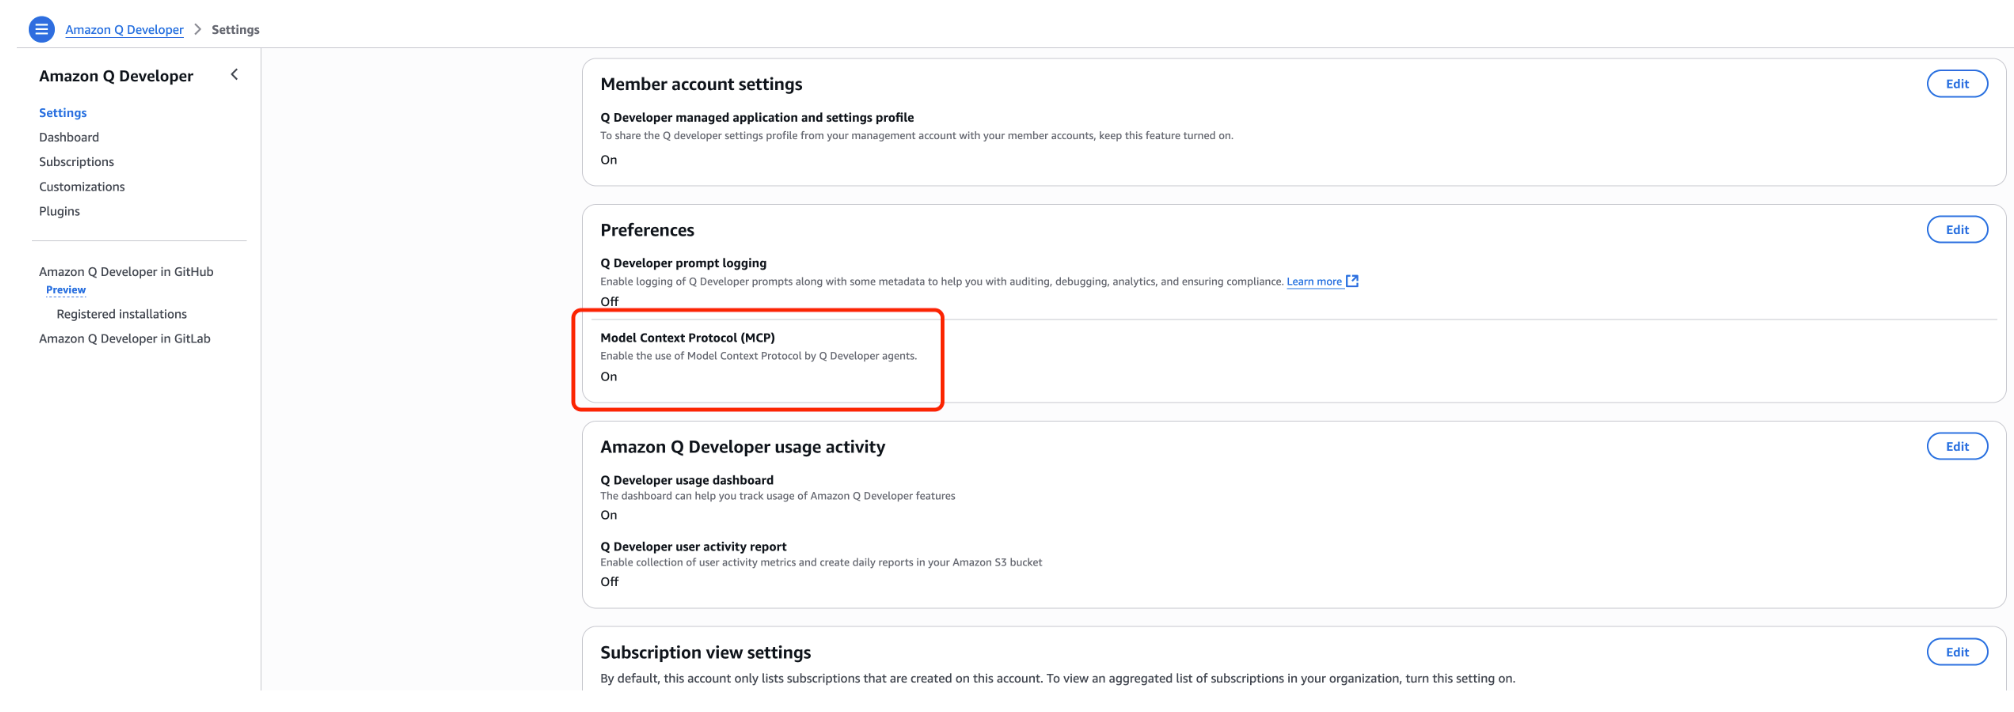 Amazon Q Developer > Settings
Amazon Q Developer
Settings
Dashboard
Subscriptions
Customizations
Plugins
Amazon Q Developer in GitHub
Preview
Registered installations
Amazon Q Developer in GitLab
Member account settings
Edit
Q Developer managed application and settings profile
To share the Q developer settings profile from your management account with your member accounts, keep this feature turned on.
On
Preferences
Edit
Q Developer prompt logging
Enable logging of Q Developer prompts along with some metadata to help you with auditing, debugging, analytics, and ensuring compliance. Learn more
Off
Model Context Protocol (MCP)
Enable the use of Model Context Protocol by Q Developer agents.
On
Amazon Q Developer usage activity
Edit
Q Developer usage dashboard
The dashboard can help you track usage of Amazon Q Developer features
On
Q Developer user activity report
Enable collection of user activity metrics and create daily reports in your Amazon S3 bucket
Off
Subscription view settings
Edit
By default, this account only lists subscriptions that are created on this account. To view an aggregated list of subscriptions in your organization, turn this setting on.